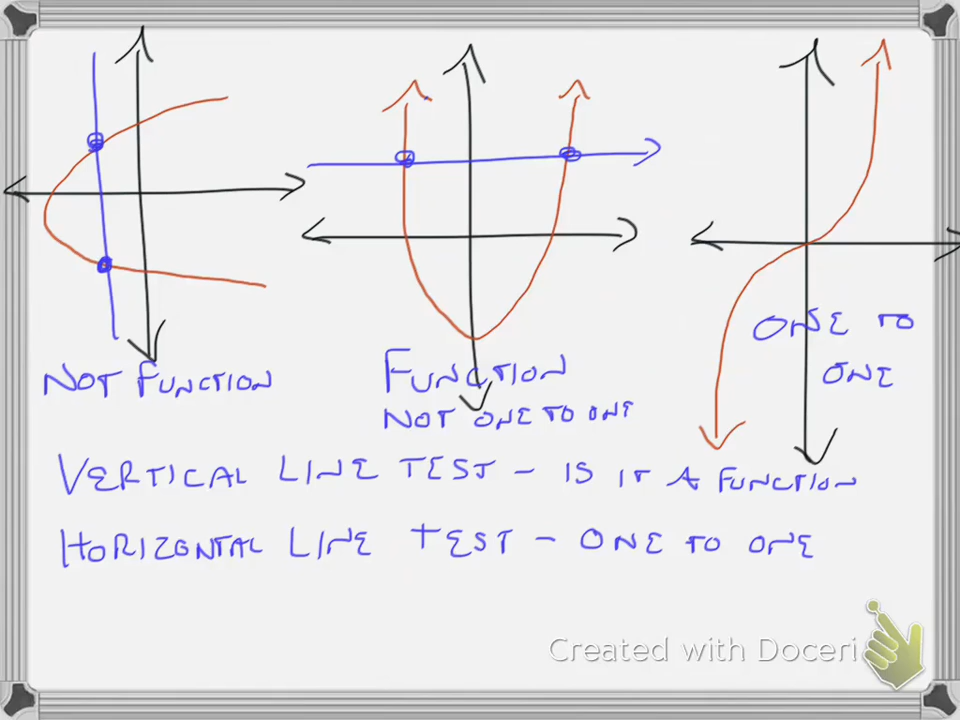 ONE TO
ONE
NOT FUNCTION
FUNCTION
NOT ONE TO ONE
VERTICAL LINE TEST - IS IT A FUNCTION
HORIZONTAL LINE TEST - ONE TO ONE
Created with Doceri